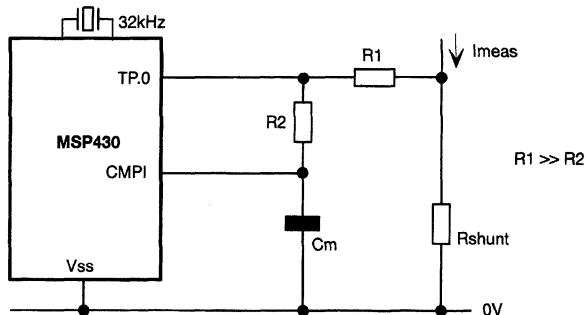 32kHz
R1
Imeas
TP.0
R2
MSP430
R1 >> R2
CMPI
Cm
Rshunt
Vss
0V